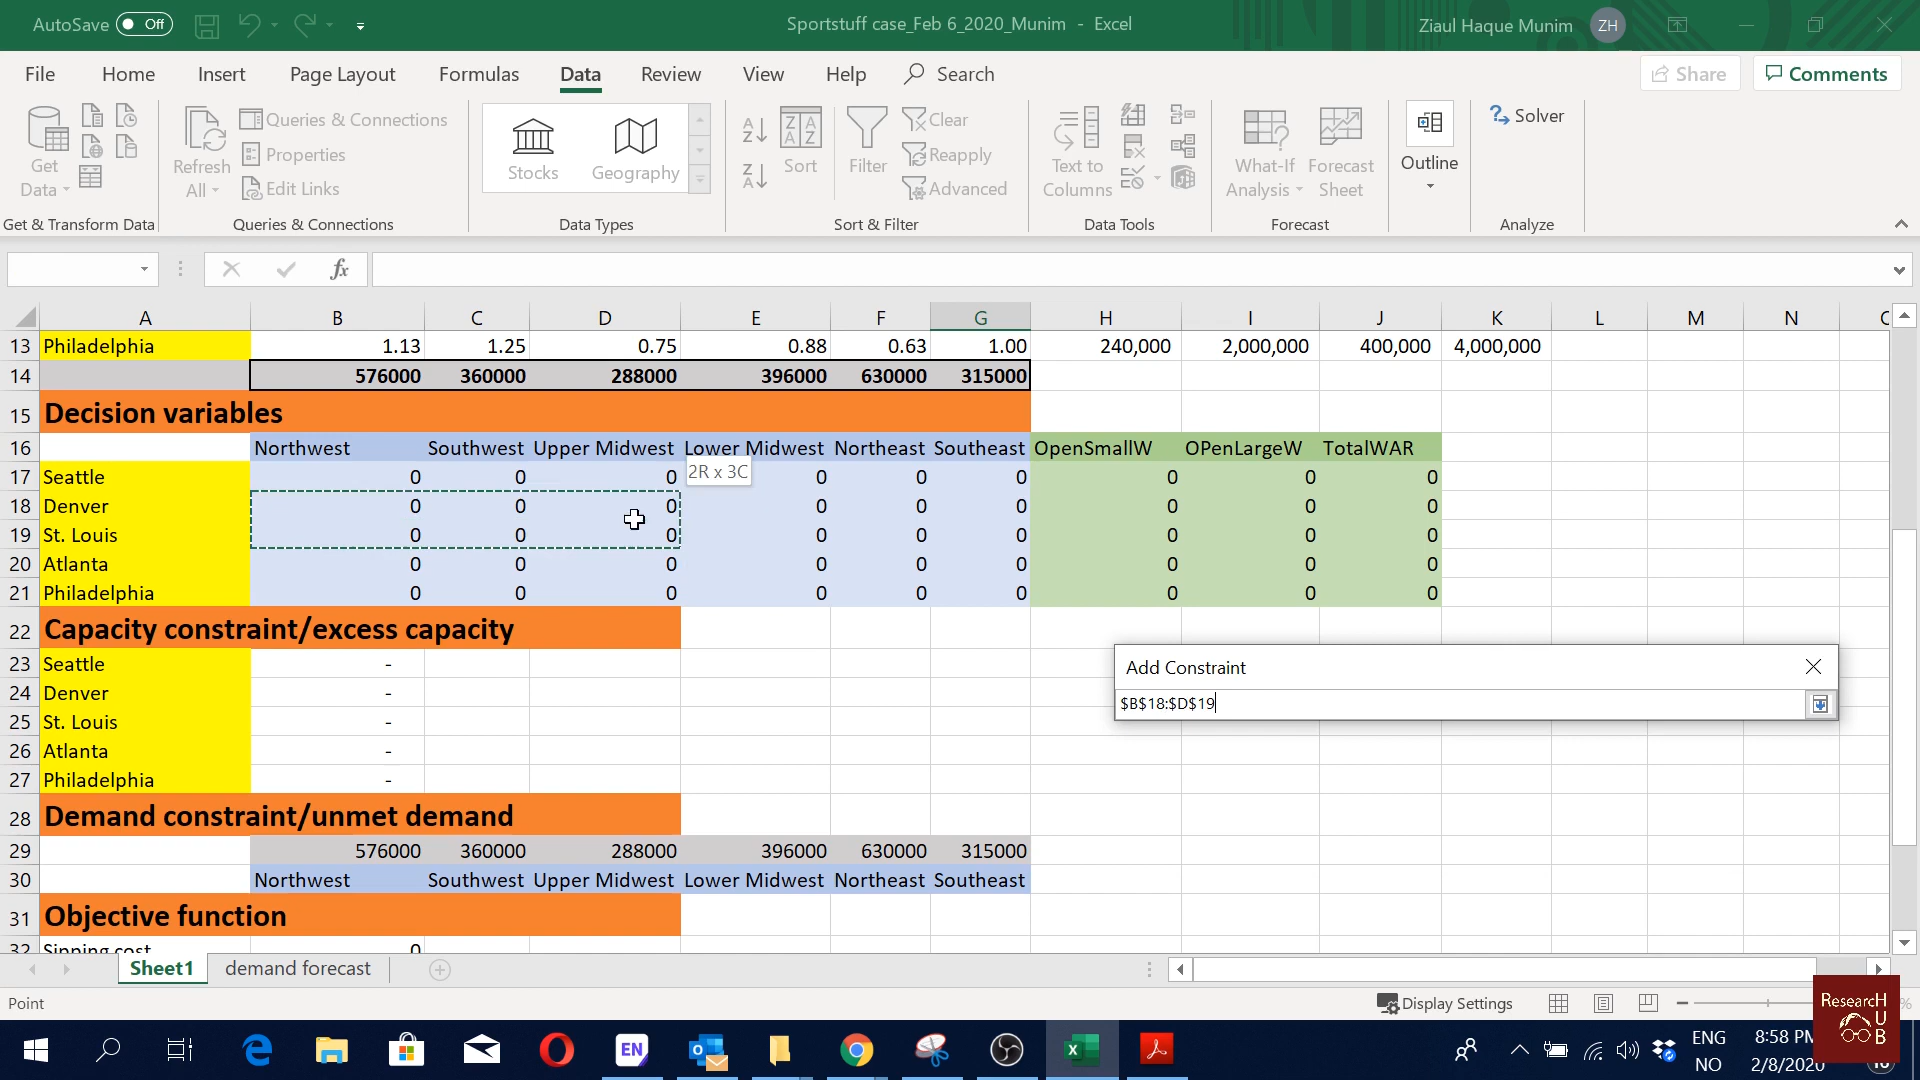 AutoSave Off Sportstuff case_Feb 6_2020_Munim - Excel Ziaul Haque Munim ZH
File Home Insert Page Layout Formulas Data Review View Help Search Share Comments
Get Data
Refresh All
Queries & Connections
Properties
Edit Links
Stocks
Geography
Sort
Filter
Clear
Reapply
Advanced
Text to Columns
What-If Analysis
Forecast Sheet
Outline
Solver
Get & Transform Data Queries & Connections Data Types Sort & Filter Data Tools Forecast Analyze
fx
A B C D E F G H I J K L M N
13 Philadelphia 1.13 1.25 0.75 0.88 0.63 1.00 240,000 2,000,000 400,000 4,000,000
14 576000 360000 288000 396000 630000 315000
15 Decision variables
16 Northwest Southwest Upper Midwest Lower Midwest Northeast Southeast OpenSmallW OPenLargeW TotalWAR
2R x 3C
17 Seattle 0 0 0 0 0 0 0 0 0
18 Denver 0 0 0 0 0 0 0 0 0
19 St. Louis 0 0 0 0 0 0 0 0 0
20 Atlanta 0 0 0 0 0 0 0 0 0
21 Philadelphia 0 0 0 0 0 0 0 0 0
22 Capacity constraint/excess capacity
23 Seattle -
24 Denver -
25 St. Louis -
26 Atlanta -
27 Philadelphia -
Add Constraint
$B$18:$D$19
28 Demand constraint/unmet demand
29 576000 360000 288000 396000 630000 315000
30 Northwest Southwest Upper Midwest Lower Midwest Northeast Southeast
31 Objective function
32 Sipping cost 0
Sheet1 demand forecast
Point Display Settings
ResearcH
U
B
EN
ENG
NO
8:58 PM
2/8/2020